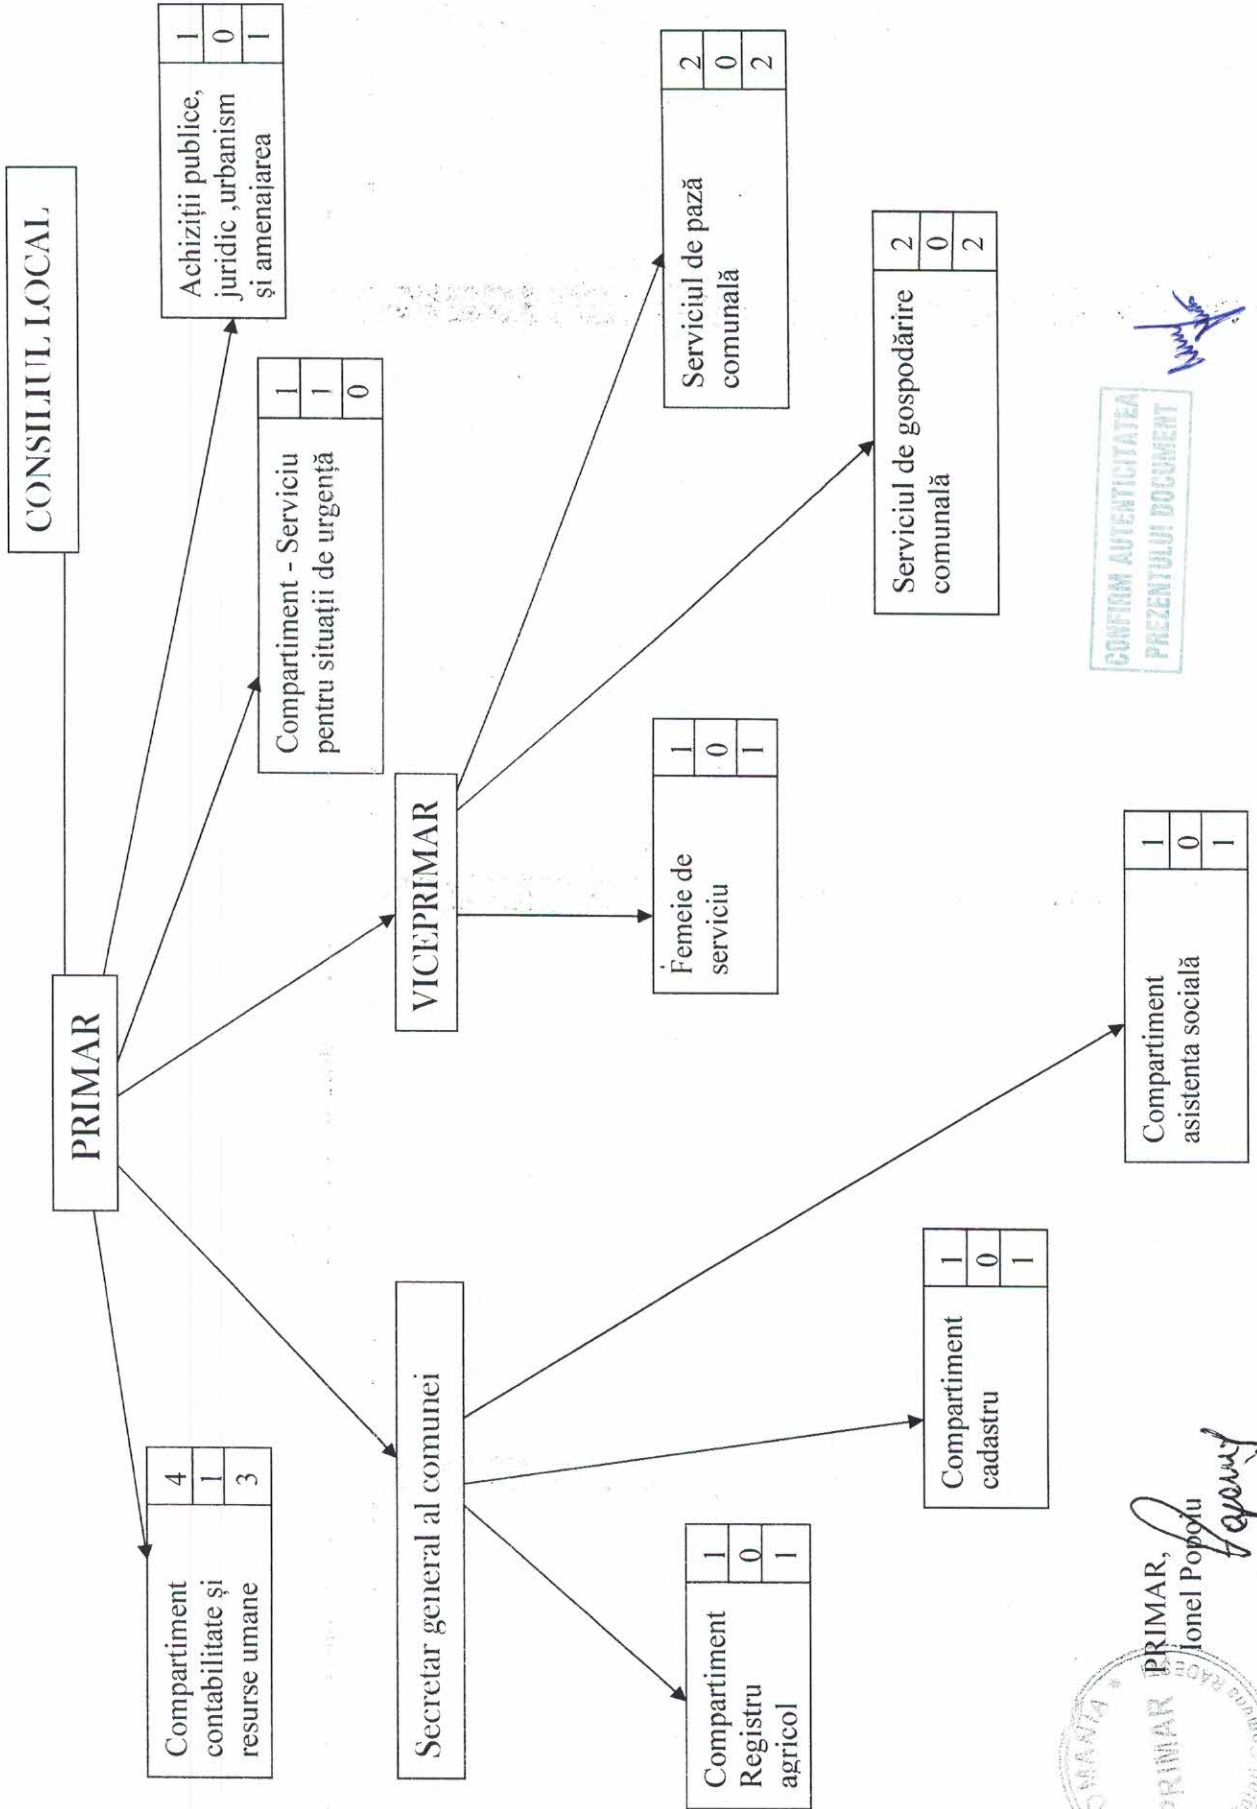 CONSILIUL LOCAL
PRIMAR
Compartiment
contabilitate și
resurse umane
4
1
3
Compartiment - Serviciu
pentru situații de urgență
1
1
0
Achiziții publice,
juridic ,urbanism
și amenajarea
1
0
1
Secretar general al comunei
VICEPRIMAR
Compartiment
Registru
agricol
1
0
1
Femeie de
serviciu
1
0
1
Serviciul de pază
comunală
2
0
2
Compartiment
cadastru
1
0
1
Serviciul de gospodărire
comunală
2
0
2
Compartiment
asistenta socială
1
0
1
CONFIRM AUTENTICITATEA
PREZENTULUI DOCUMENT
PRIMAR,
Ionel Popoiu
PRIMAR